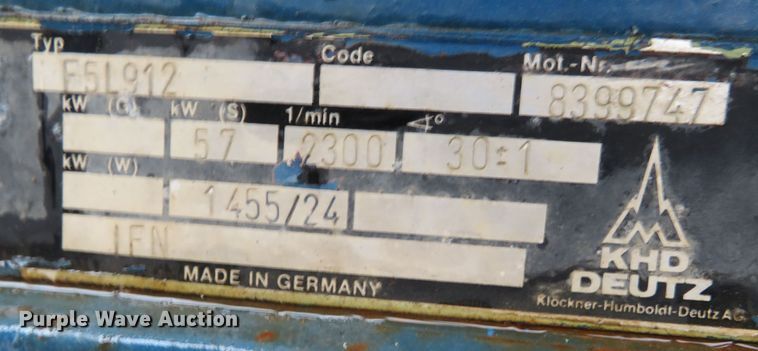 Typ Code Mot.-Nr.
F5L912 8399747
kW (G) kW (S) 1/min ∢°
57 2300 30±1
kW (W)
1455/24
IFN
KHD
DEUTZ
MADE IN GERMANY
Klöckner-Humboldt-Deutz AG
Purple Wave Auction